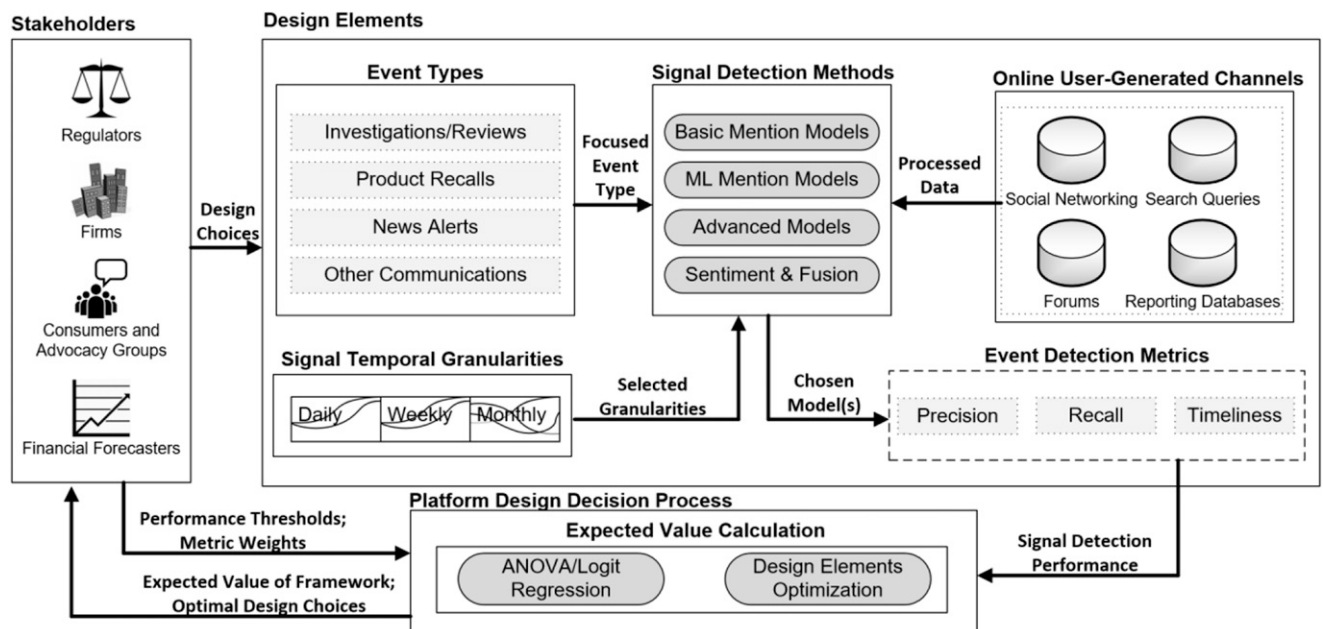 Stakeholders
Regulators
Firms
Consumers and
Advocacy Groups
Financial Forecasters
Design
Choices
Design Elements
Event Types
Investigations/Reviews
Product Recalls
News Alerts
Other Communications
Focused
Event
Type
Signal Detection Methods
Basic Mention Models
ML Mention Models
Advanced Models
Sentiment & Fusion
Processed
Data
Online User-Generated Channels
Social Networking
Search Queries
Forums
Reporting Databases
Signal Temporal Granularities
Daily
Weekly
Monthly
Selected
Granularities
Chosen
Model(s)
Event Detection Metrics
Precision
Recall
Timeliness
Performance Thresholds;
Metric Weights
Expected Value of Framework;
Optimal Design Choices
Platform Design Decision Process
Expected Value Calculation
ANOVA/Logit
Regression
Design Elements
Optimization
Signal Detection
Performance